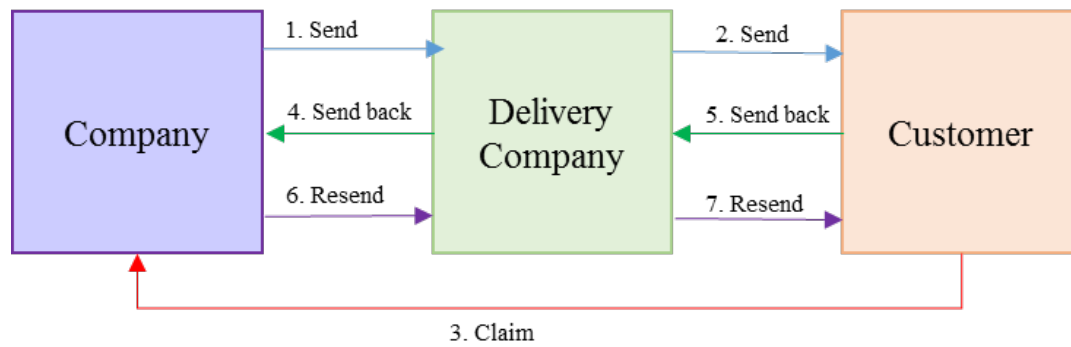 1. Send
2. Send
Company
4. Send back
Delivery
Company
5. Send back
Customer
6. Resend
7. Resend
3. Claim